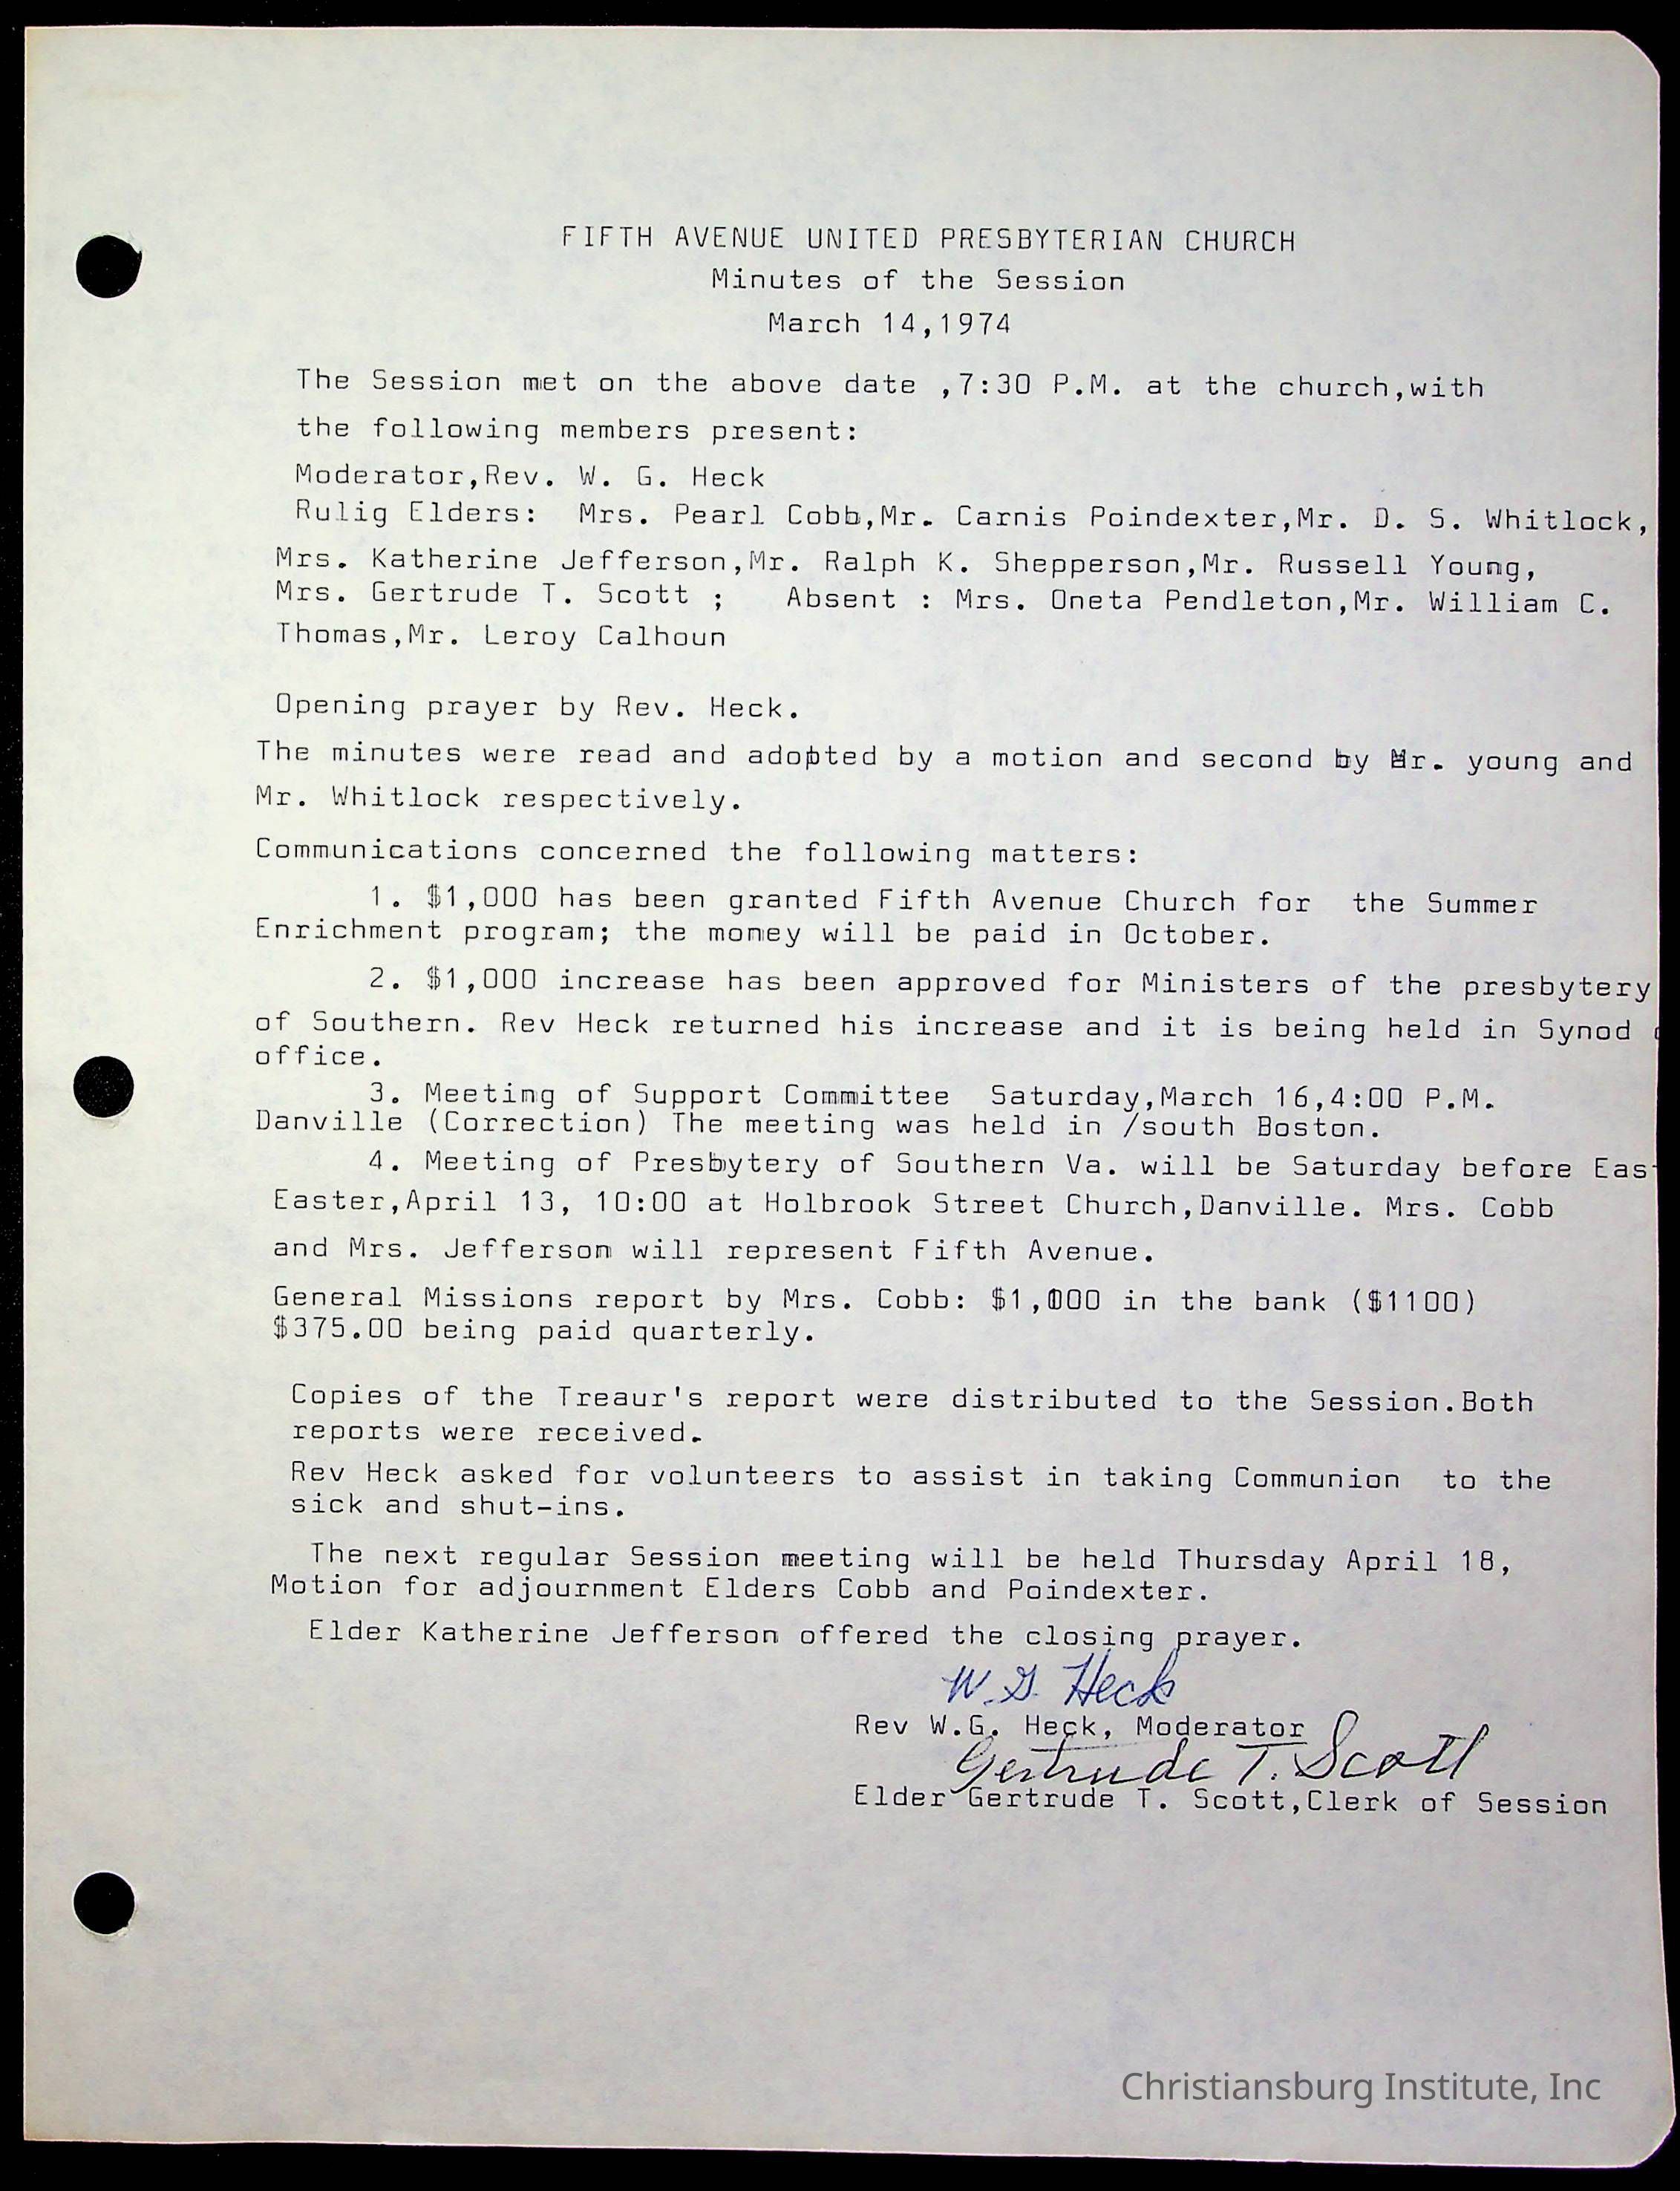 FIFTH AVENUE UNITED PRESBYTERIAN CHURCH
Minutes of the Session
March 14,1974
The Session met on the above date ,7:30 P.M. at the church,with
the following members present:
Moderator,Rev. W. G. Heck
Rulig Elders: Mrs. Pearl Cobb,Mr. Carnis Poindexter,Mr. D. S. Whitlock,
Mrs. Katherine Jefferson,Mr. Ralph K. Shepperson,Mr. Russell Young,
Mrs. Gertrude T. Scott ; Absent : Mrs. Oneta Pendleton,Mr. William C.
Thomas,Mr. Leroy Calhoun
Opening prayer by Rev. Heck.
The minutes were read and adopted by a motion and second by Mr. young and
Mr. Whitlock respectively.
Communications concerned the following matters:
1. $1,000 has been granted Fifth Avenue Church for the Summer
Enrichment program; the money will be paid in October.
2. $1,000 increase has been approved for Ministers of the presbytery
of Southern. Rev Heck returned his increase and it is being held in Synod
office.
3. Meeting of Support Committee Saturday,March 16,4:00 P.M.
Danville (Correction) The meeting was held in /south Boston.
4. Meeting of Presbytery of Southern Va. will be Saturday before East
Easter,April 13, 10:00 at Holbrook Street Church,Danville. Mrs. Cobb
and Mrs. Jefferson will represent Fifth Avenue.
General Missions report by Mrs. Cobb: $1,000 in the bank ($1100)
$375.00 being paid quarterly.
Copies of the Treaur's report were distributed to the Session.Both
reports were received.
Rev Heck asked for volunteers to assist in taking Communion to the
sick and shut-ins.
The next regular Session meeting will be held Thursday April 18,
Motion for adjournment Elders Cobb and Poindexter.
Elder Katherine Jefferson offered the closing prayer.
W. G. Heck
Rev W.G. Heck, Moderator
Gertrude T. Scott
Elder Gertrude T. Scott,Clerk of Session
Christiansburg Institute, Inc